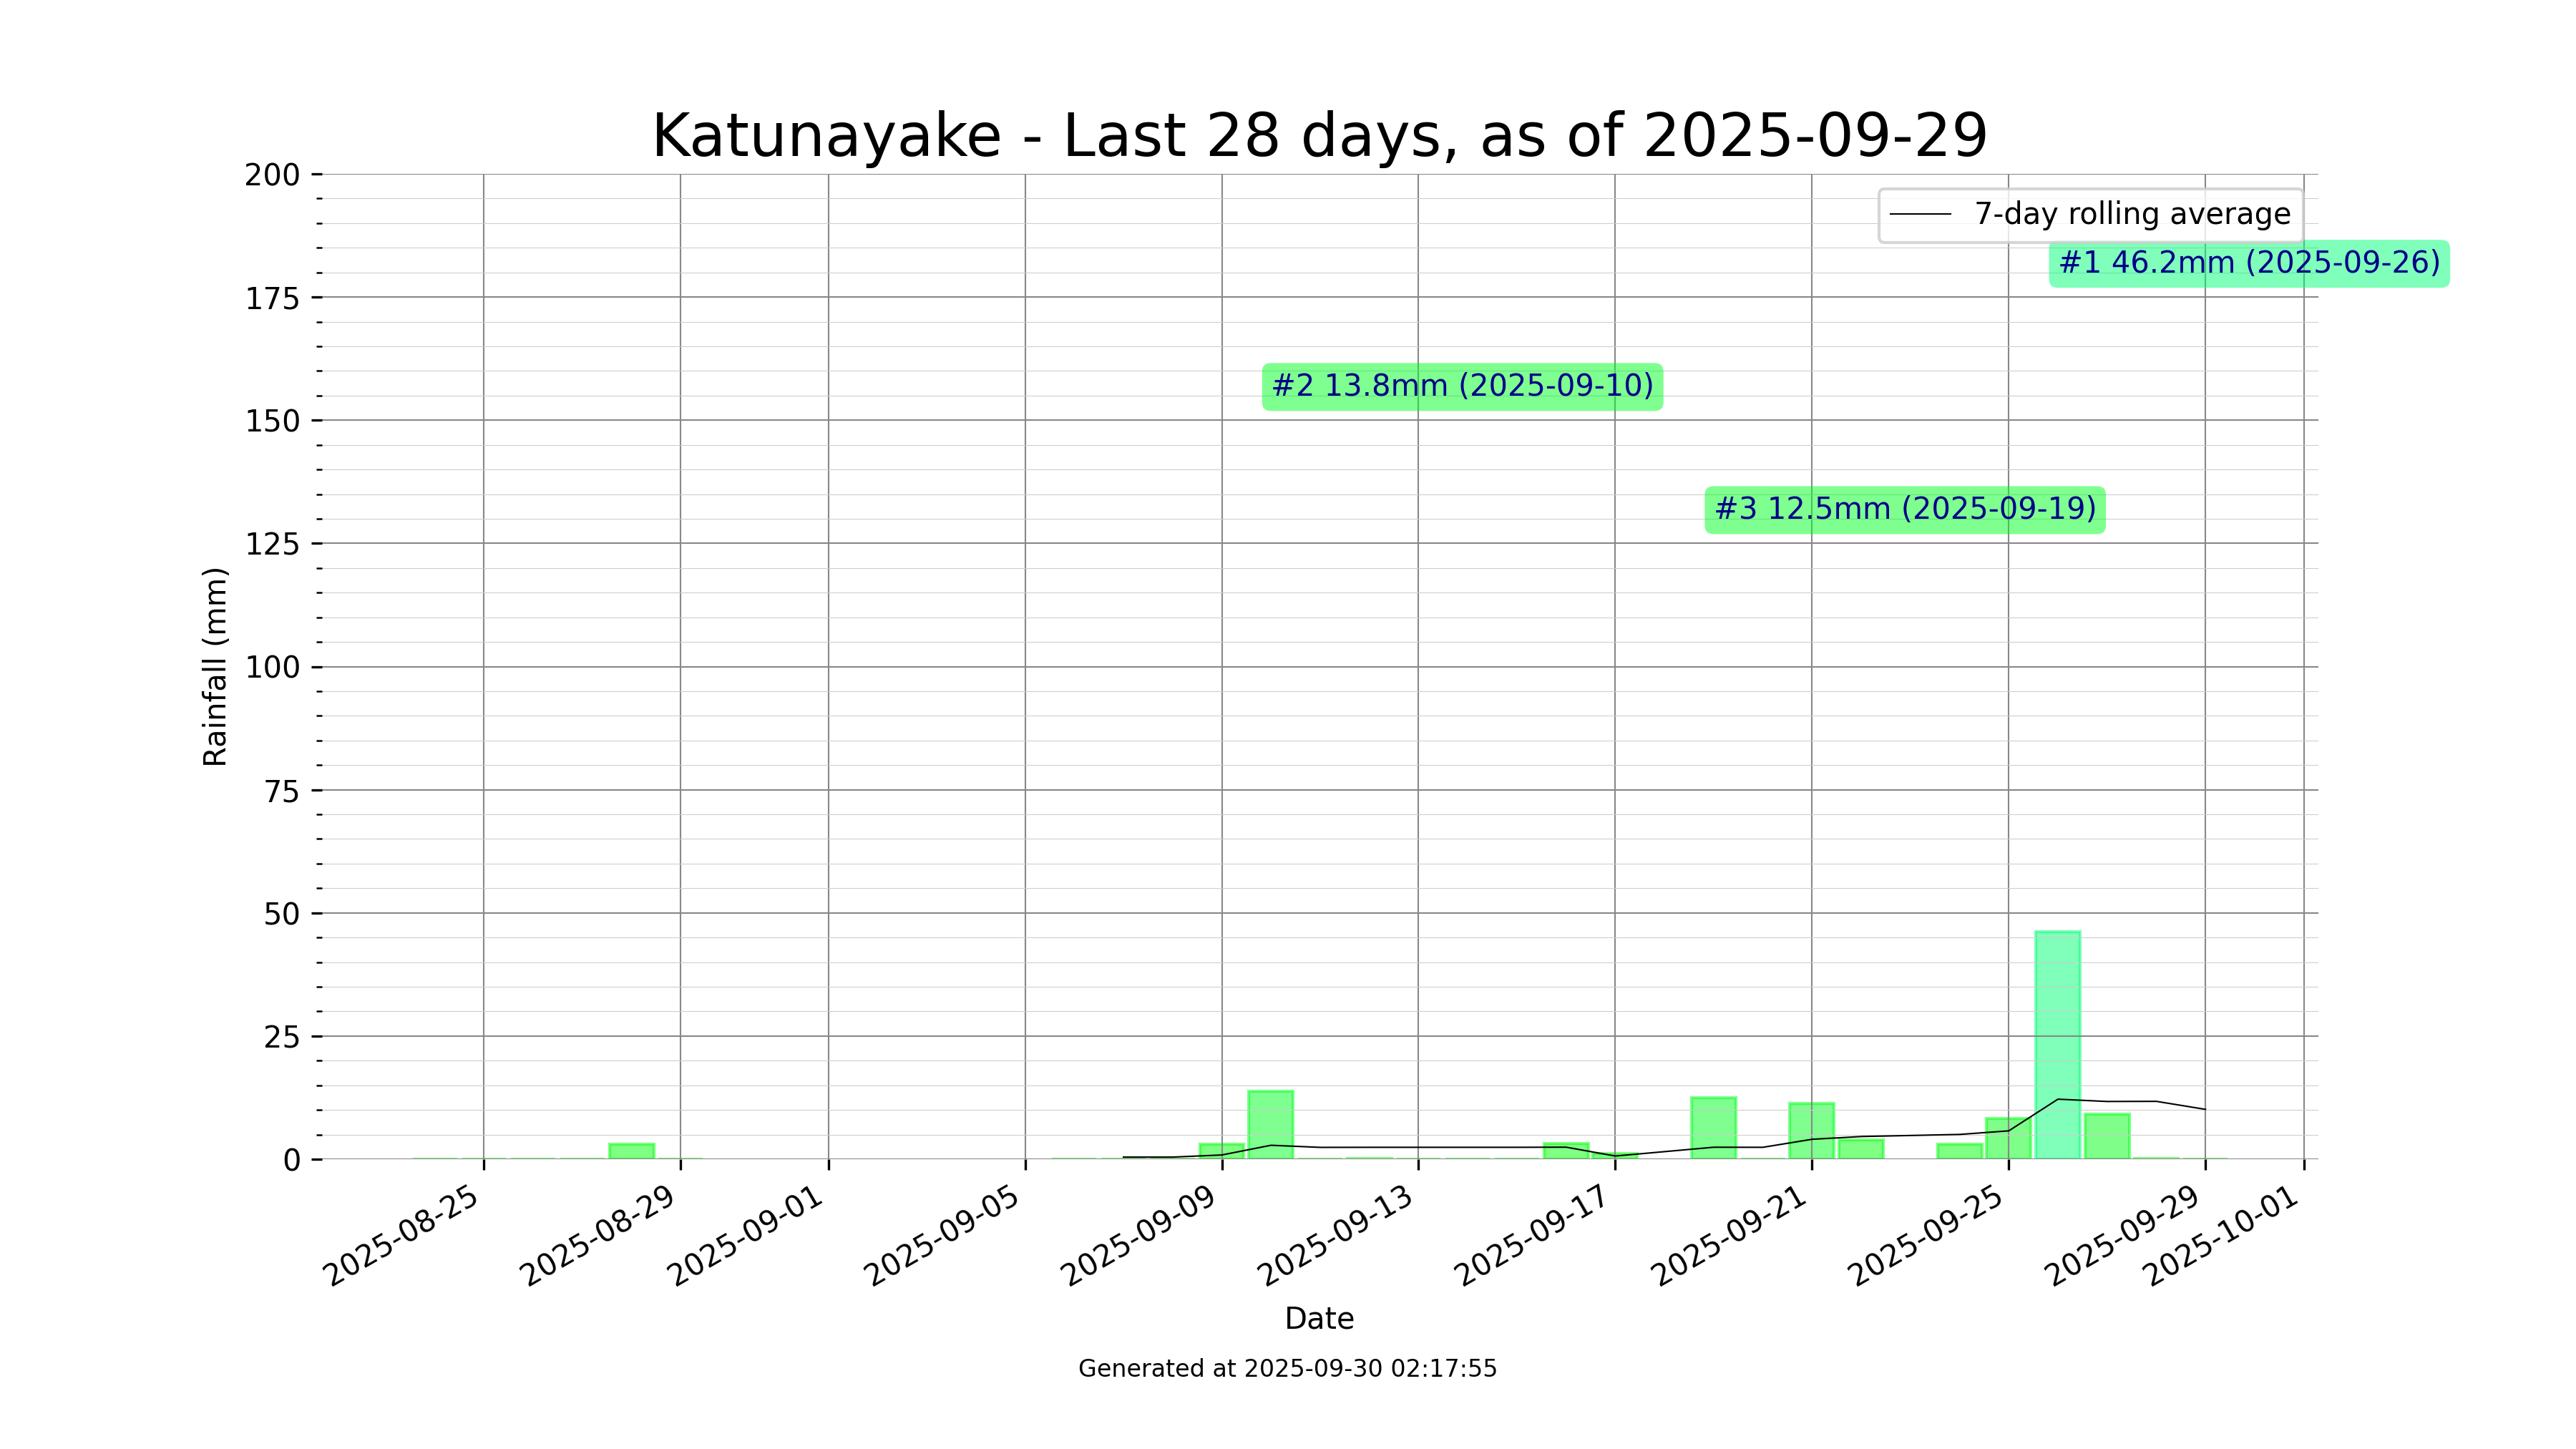 Katunayake - Last 28 days, as of 2025-09-29
200
175
150
125
100
75
50
25
0
Rainfall (mm)
7-day rolling average
#1 46.2mm (2025-09-26)
#2 13.8mm (2025-09-10)
#3 12.5mm (2025-09-19)
2025-08-25
2025-08-29
2025-09-01
2025-09-05
2025-09-09
2025-09-13
2025-09-17
2025-09-21
2025-09-25
2025-09-29
2025-10-01
Date
Generated at 2025-09-30 02:17:55